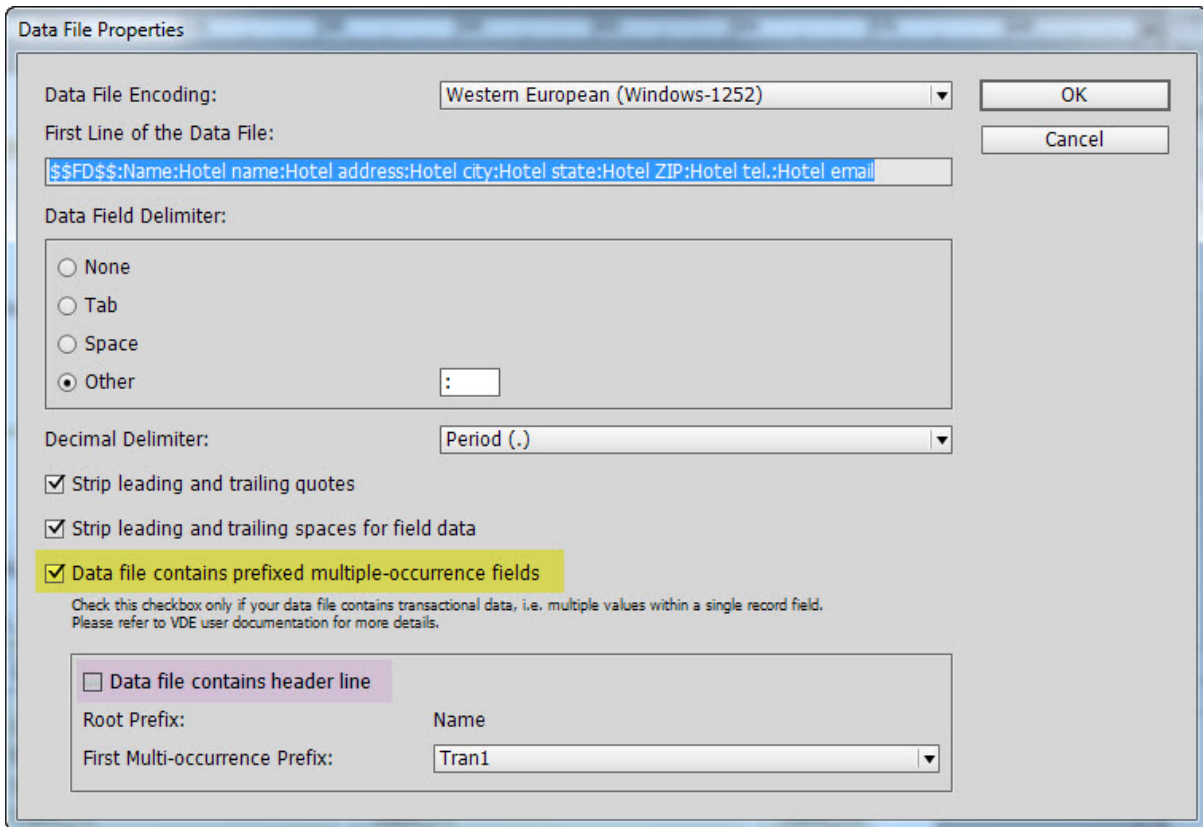 Data File Properties
Data File Encoding:
Western European (Windows-1252)
OK
First Line of the Data File:
Cancel
$$FD$$:Name:Hotel name:Hotel address:Hotel city:Hotel state:Hotel ZIP:Hotel tel.:Hotel email
Data Field Delimiter:
None
Tab
Space
Other
:
Decimal Delimiter:
Period (.)
Strip leading and trailing quotes
Strip leading and trailing spaces for field data
Data file contains prefixed multiple-occurrence fields
Check this checkbox only if your data file contains transactional data, i.e. multiple values within a single record field.
Please refer to VDE user documentation for more details.
Data file contains header line
Root Prefix:
Name
First Multi-occurrence Prefix:
Tran1